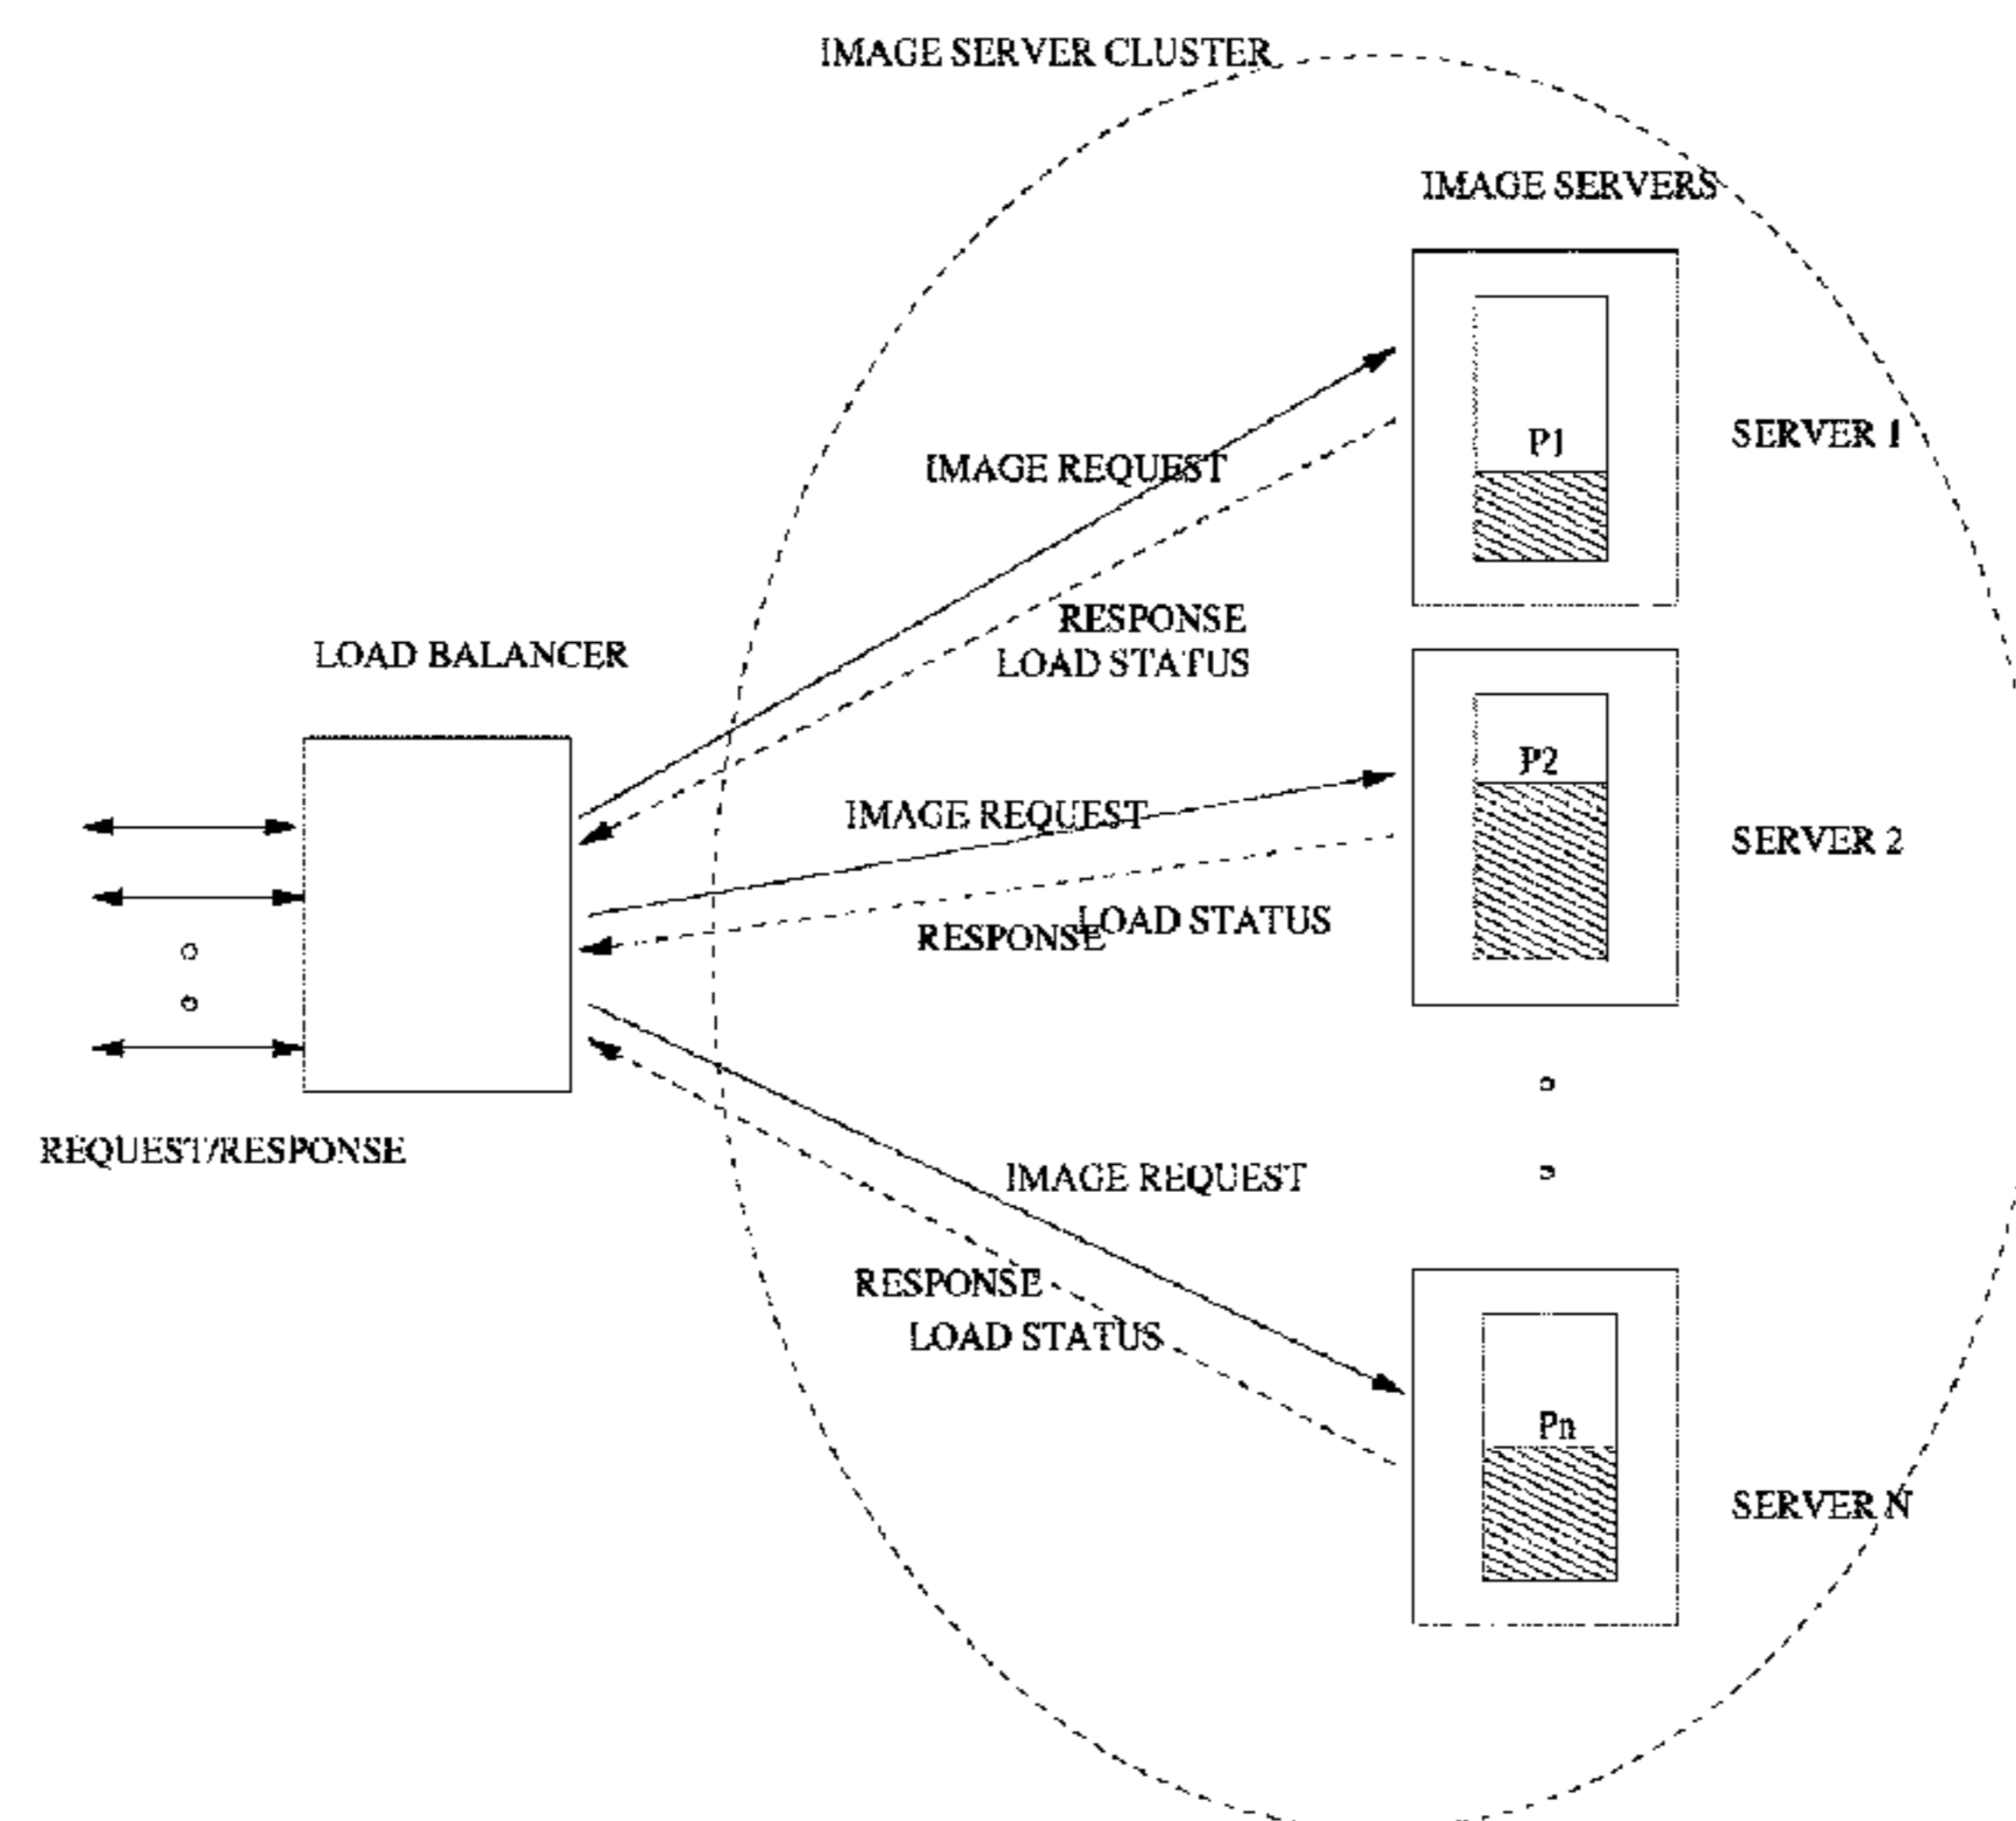 IMAGE SERVER CLUSTER
IMAGE SERVERS
P1
SERVER 1
IMAGE REQUEST
RESPONSE
LOAD STATUS
LOAD BALANCER
P2
IMAGE REQUEST
SERVER 2
LOAD STATUS
RESPONSE
REQUEST/RESPONSE
IMAGE REQUEST
RESPONSE
LOAD STATUS
Pn
SERVER N